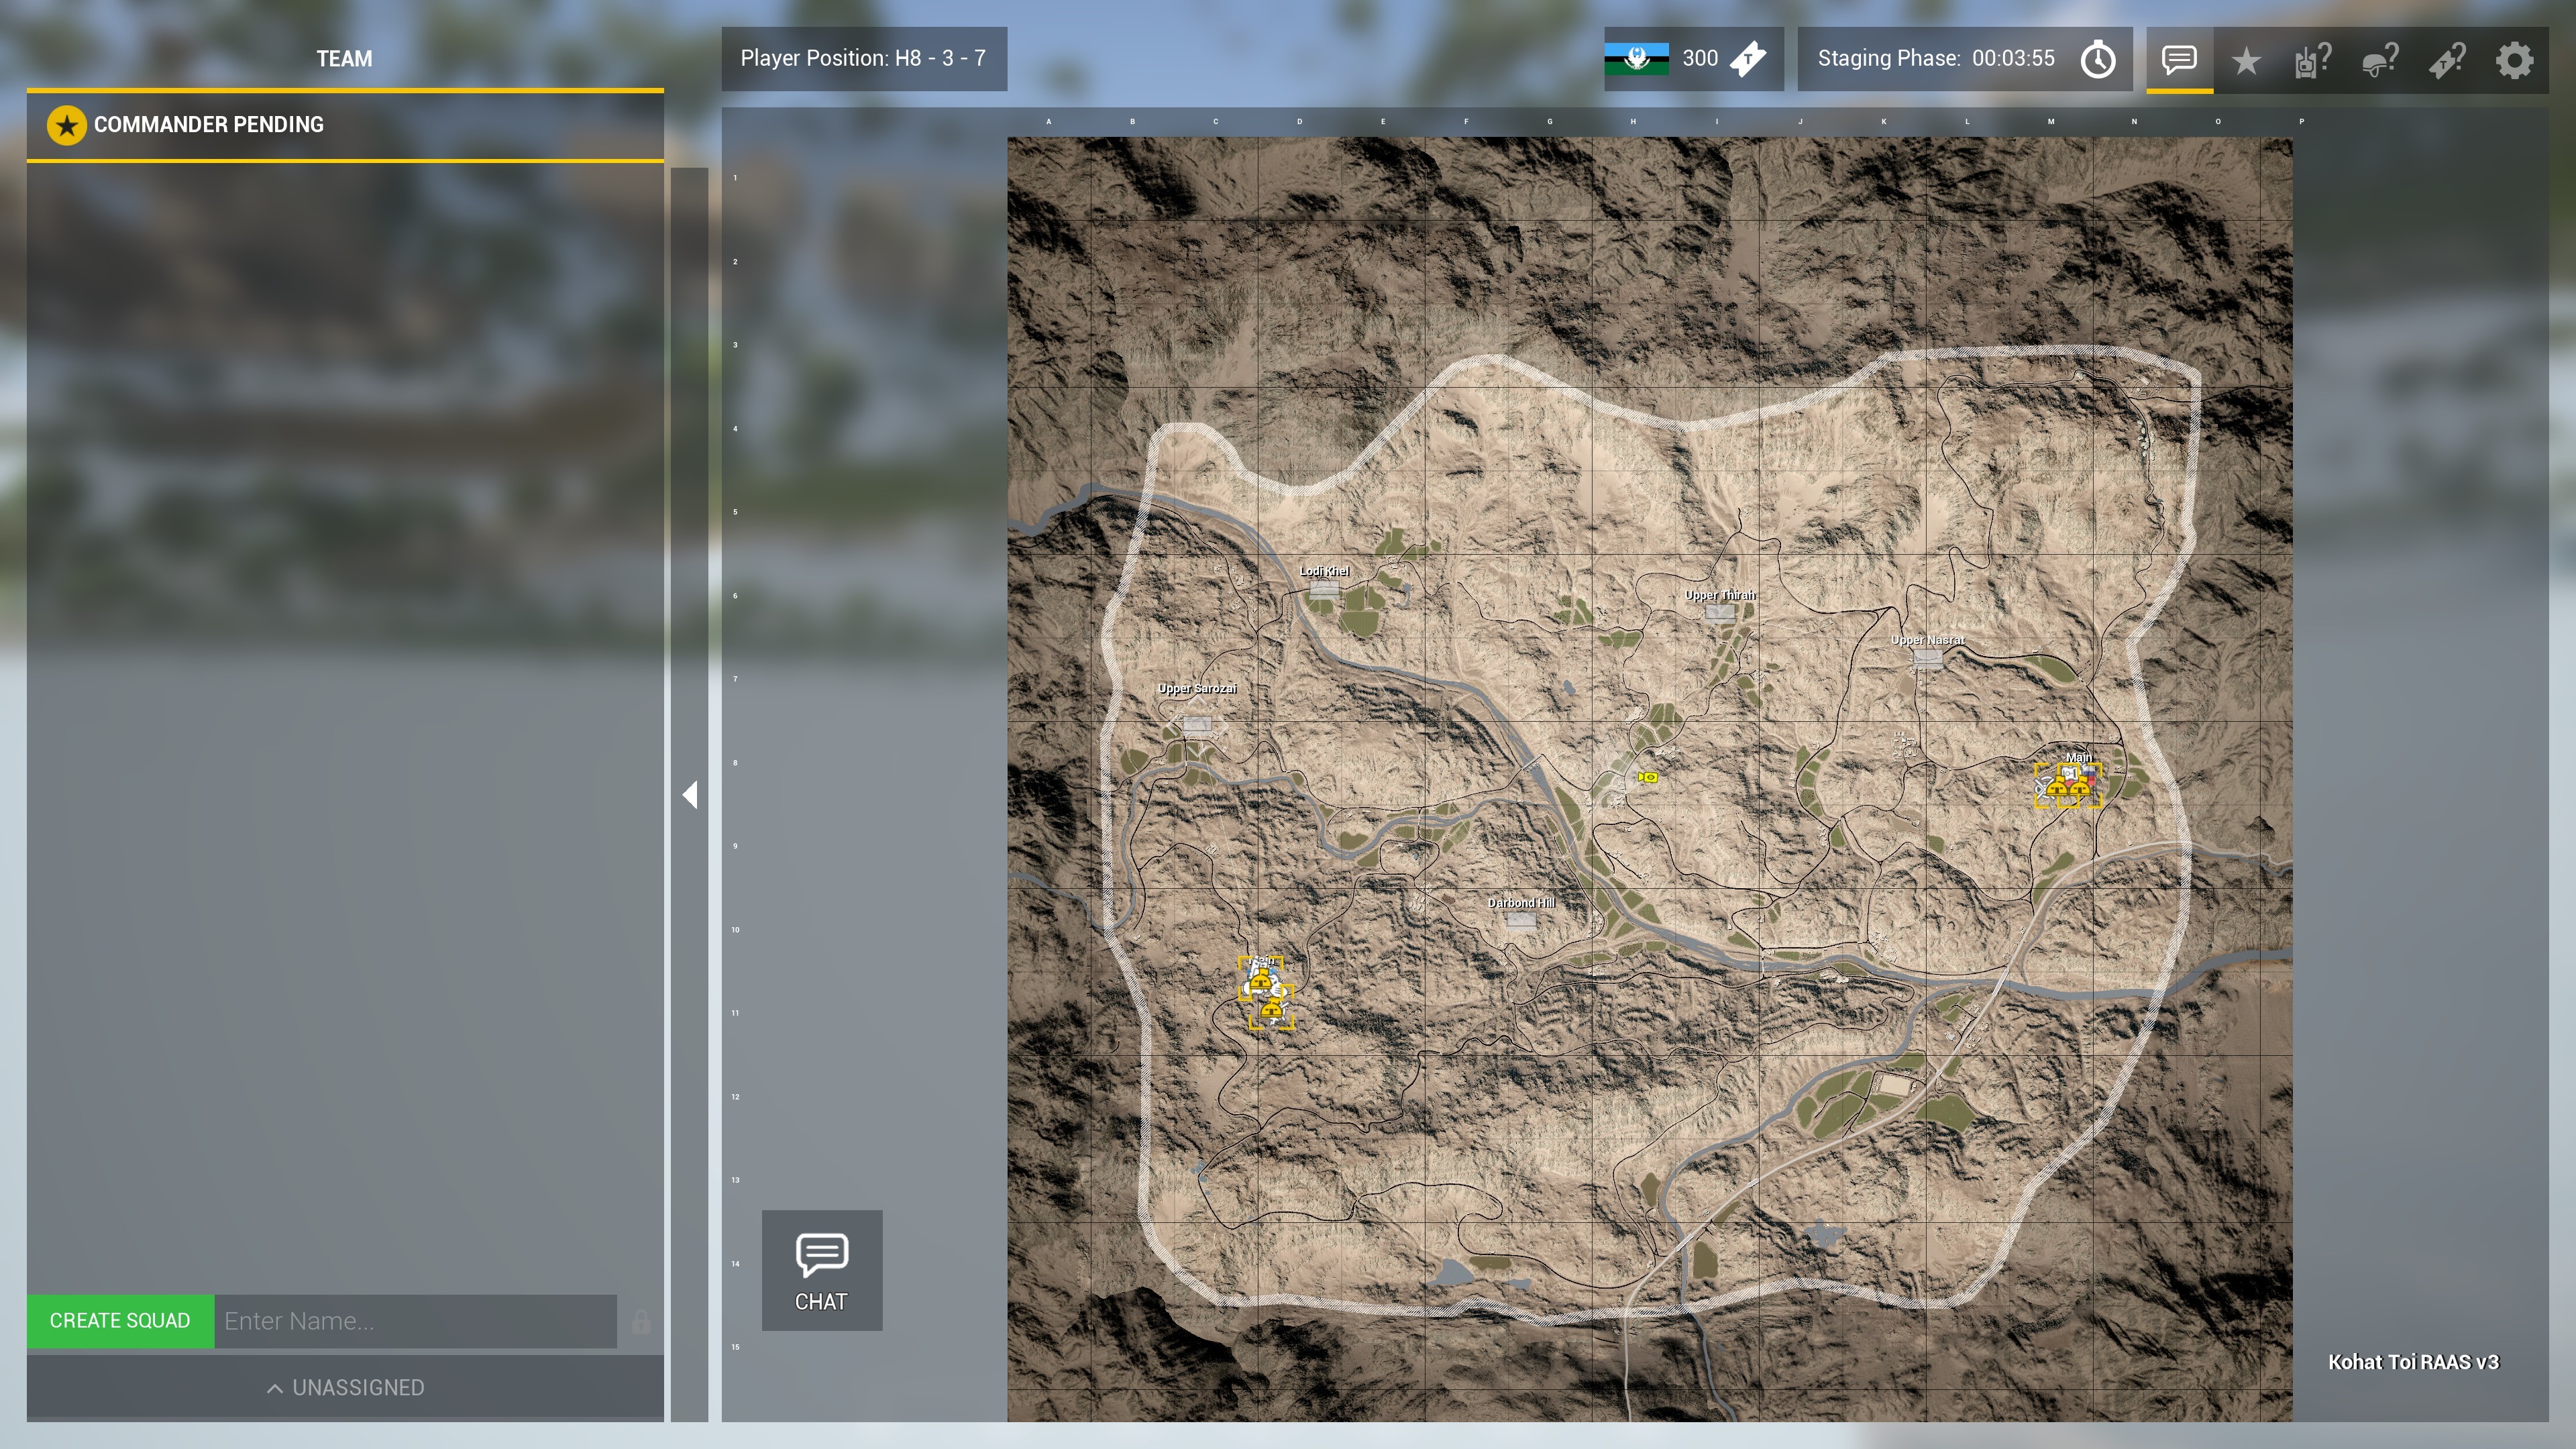 TEAM
Player Position: H8 - 3 - 7
300
Staging Phase: 00:03:55
COMMANDER PENDING
A B C D E F G H I J K L M N O P
1
2
3
4
5
6
7
8
9
10
11
12
13
14
15
Lodi Khel
Upper Thirah
Upper Nasrat
Upper Sarozai
Main
Darbond Hill
Main
CHAT
CREATE SQUAD
Enter Name...
UNASSIGNED
Kohat Toi RAAS v3